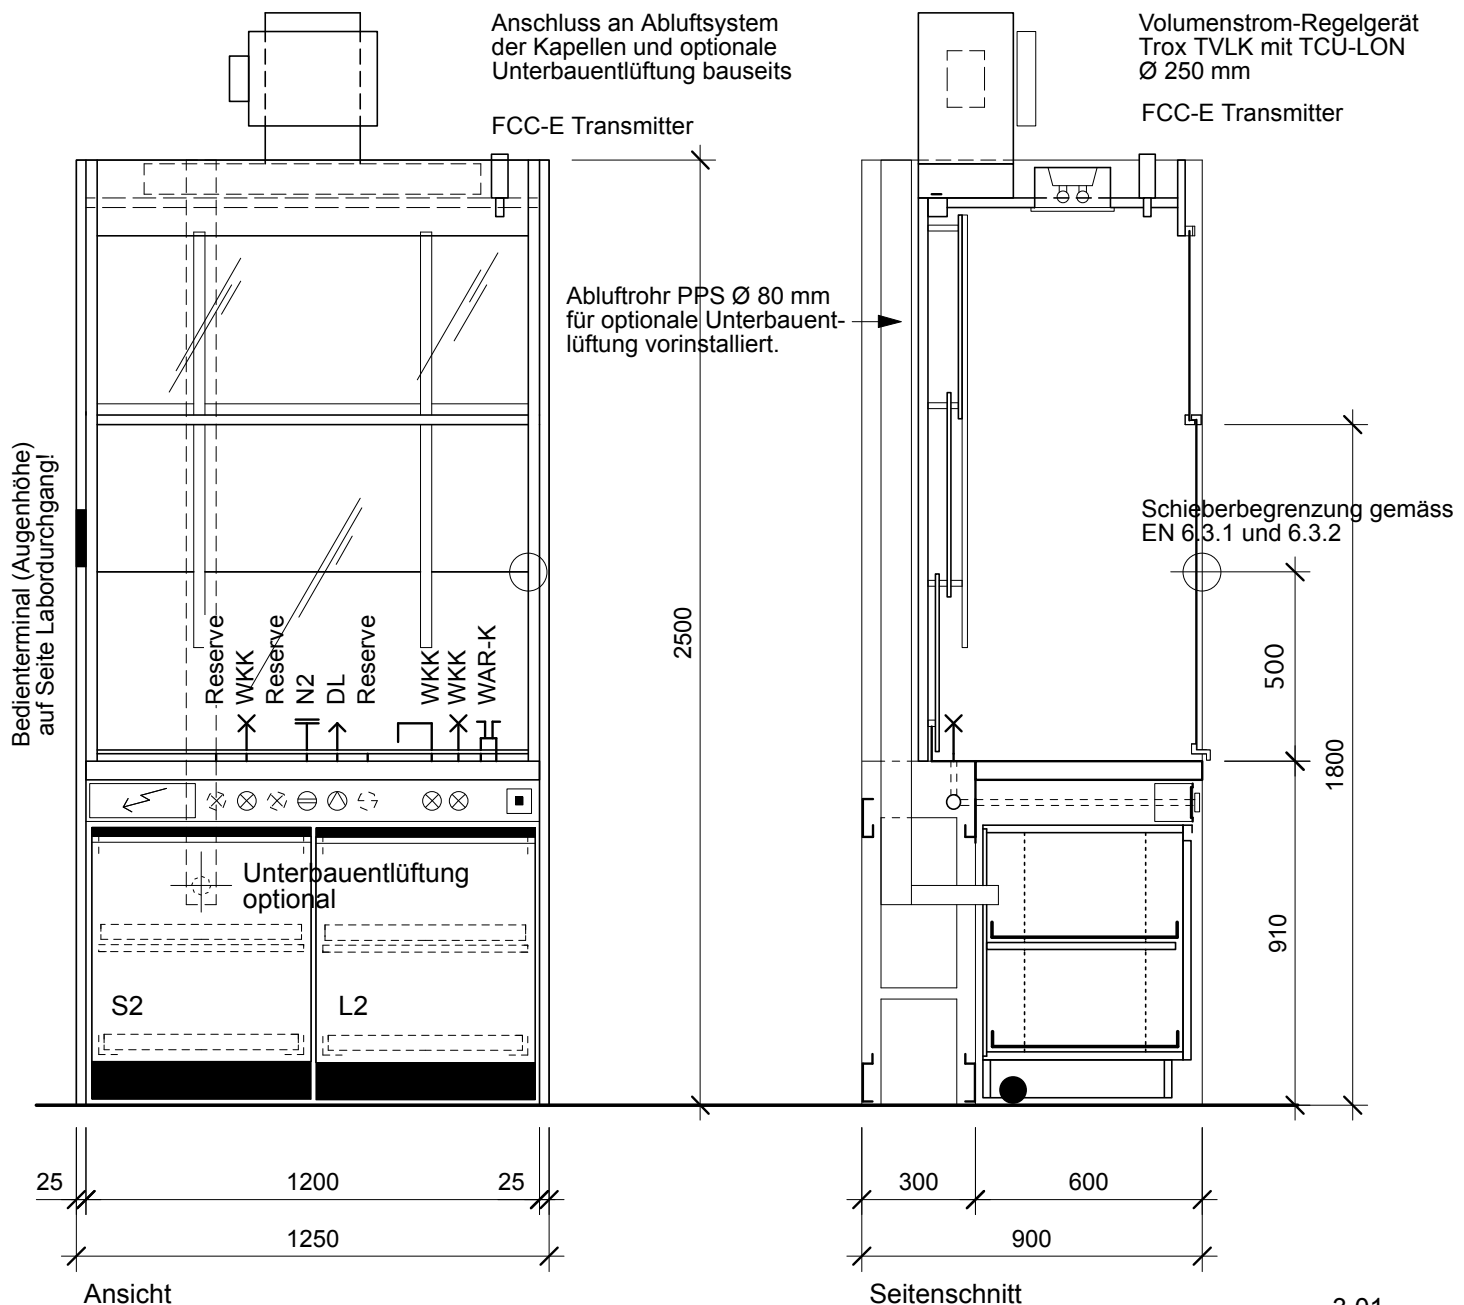 Anschluss an Abluftsystem
der Kapellen und optionale
Unterbauentlüftung bauseits
FCC-E Transmitter
Volumenstrom-Regelgerät
Trox TVLK mit TCU-LON
Ø 250 mm
FCC-E Transmitter
Abluftrohr PPS Ø 80 mm
für optionale Unterbauent-
lüftung vorinstalliert.
Bedienterminal (Augenhöhe)
auf Seite Labordurchgang!
Schieberbegrenzung gemäss
EN 6.3.1 und 6.3.2
2500
500
1800
910
Reserve
WKK
Reserve
N2
DL
Reserve
WKK
WKK
WAR-K
Unterbauentlüftung
optional
S2
L2
25
1200
25
1250
300
600
900
Ansicht
Seitenschnitt